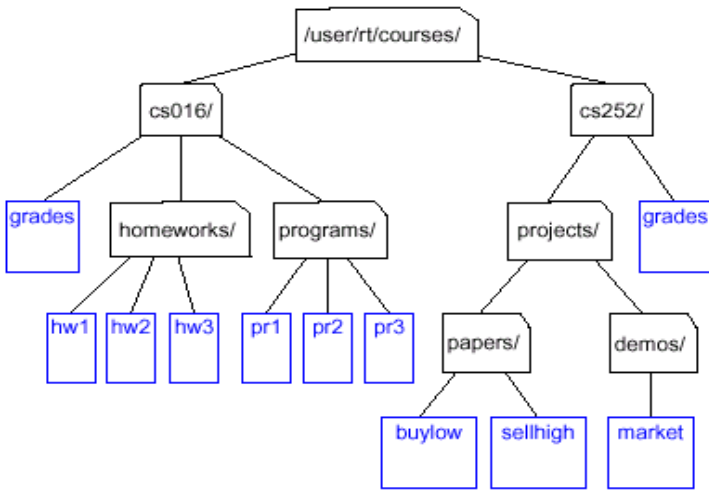 /user/rt/courses/
cs016/
cs252/
grades
homeworks/
programs/
projects/
grades
hw1
hw2
hw3
pr1
pr2
pr3
papers/
demos/
buylow
sellhigh
market